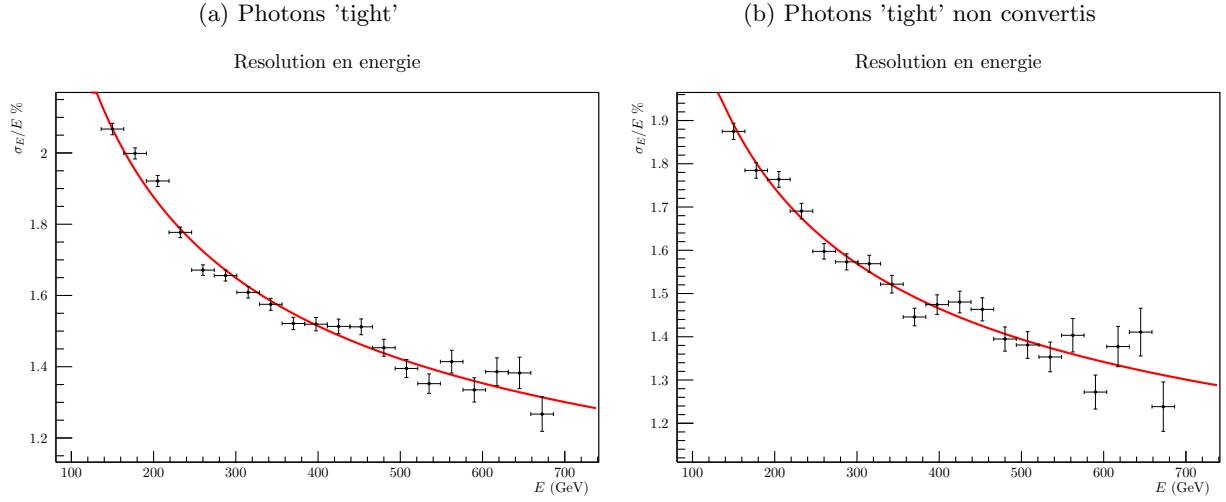 (a) Photons 'tight'
Resolution en energie
σ_E/E %
2
1.8
1.6
1.4
1.2
100 200 300 400 500 600 700
E (GeV)
(b) Photons 'tight' non convertis
Resolution en energie
σ_E/E %
1.9
1.8
1.7
1.6
1.5
1.4
1.3
1.2
100 200 300 400 500 600 700
E (GeV)